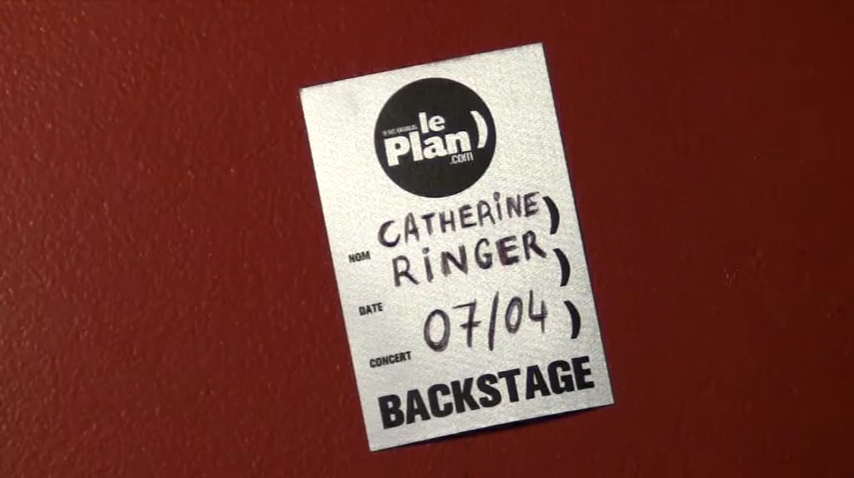 le
Plan)
.com
CATHERINE )
NOM RiNGER )
DATE
07/04 )
CONCERT
BACKSTAGE